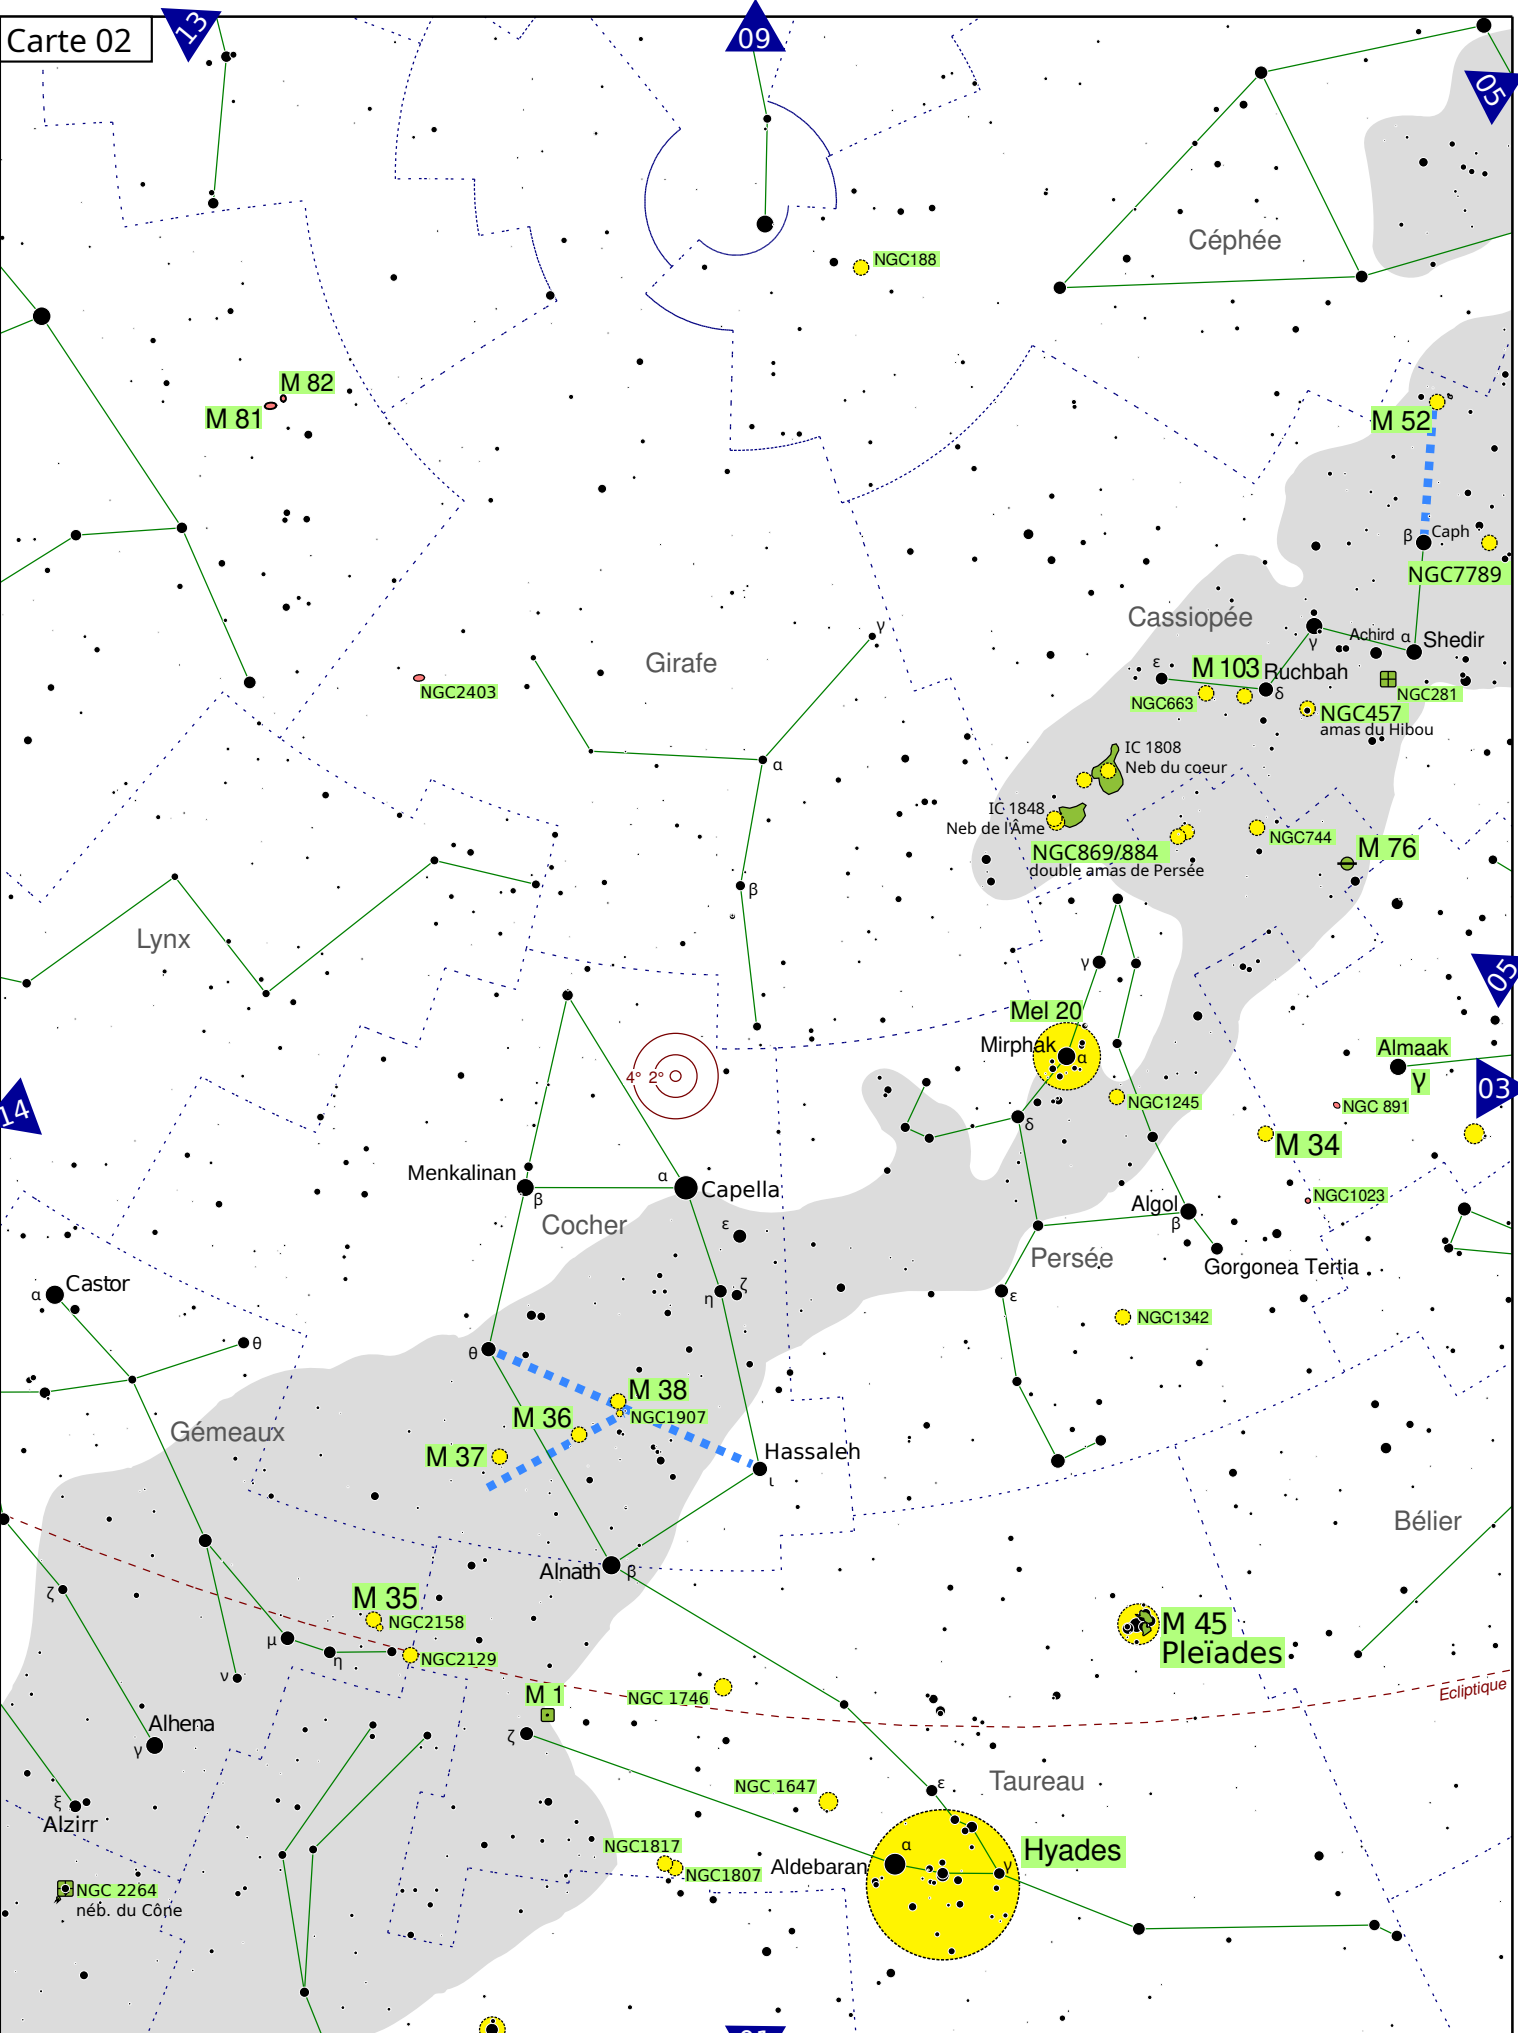 Carte 02
13
09
05
Céphée
NGC188
M 82
M 81
M 52
β
Caph
NGC7789
Cassiopée
γ
Achird
α
Shedir
γ
Girafe
ε
M 103
Ruchbah
δ
NGC2403
NGC663
NGC281
NGC457
amas du Hibou
IC 1808
Neb du cœur
α
IC 1848
Neb de l'Âme
NGC744
NGC869/884
M 76
double amas de Persée
β
Lynx
γ
05
Mel 20
Mirphak
α
Almaak
γ
4° 2°
03
NGC1245
NGC 891
14
δ
M 34
Menkalinan
α
Capella
β
NGC1023
Algol
β
Cocher
ε
Persée
Gorgonea Tertia
Castor
α
ζ
η
ε
NGC1342
θ
θ
M 38
NGC1907
M 36
Gémeaux
M 37
Hassaleh
ι
Bélier
Alnath
β
ζ
M 35
NGC2158
M 45
Pleïades
μ
η
NGC2129
ν
Ecliptique
M 1
NGC 1746
Alhena
γ
ζ
Taureau
NGC 1647
ε
ξ
Alzirr
NGC1817
α
Hyades
Aldebaran
γ
NGC1807
NGC 2264
néb. du Cône